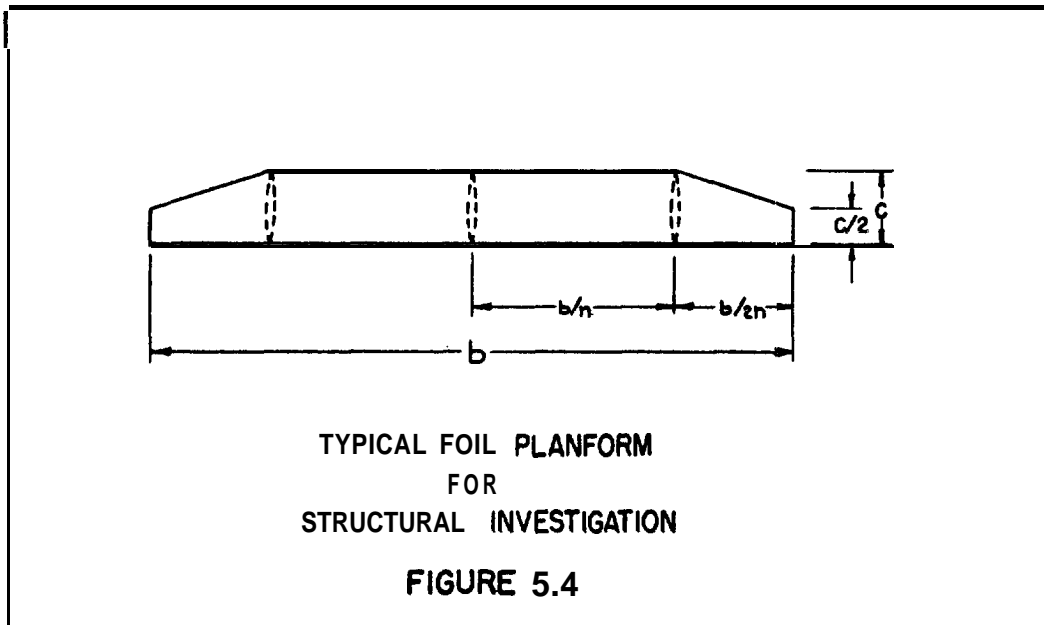 C/2
C
b/n
b/2n
b
TYPICAL FOIL PLANFORM
FOR
STRUCTURAL INVESTIGATION
FIGURE 5.4